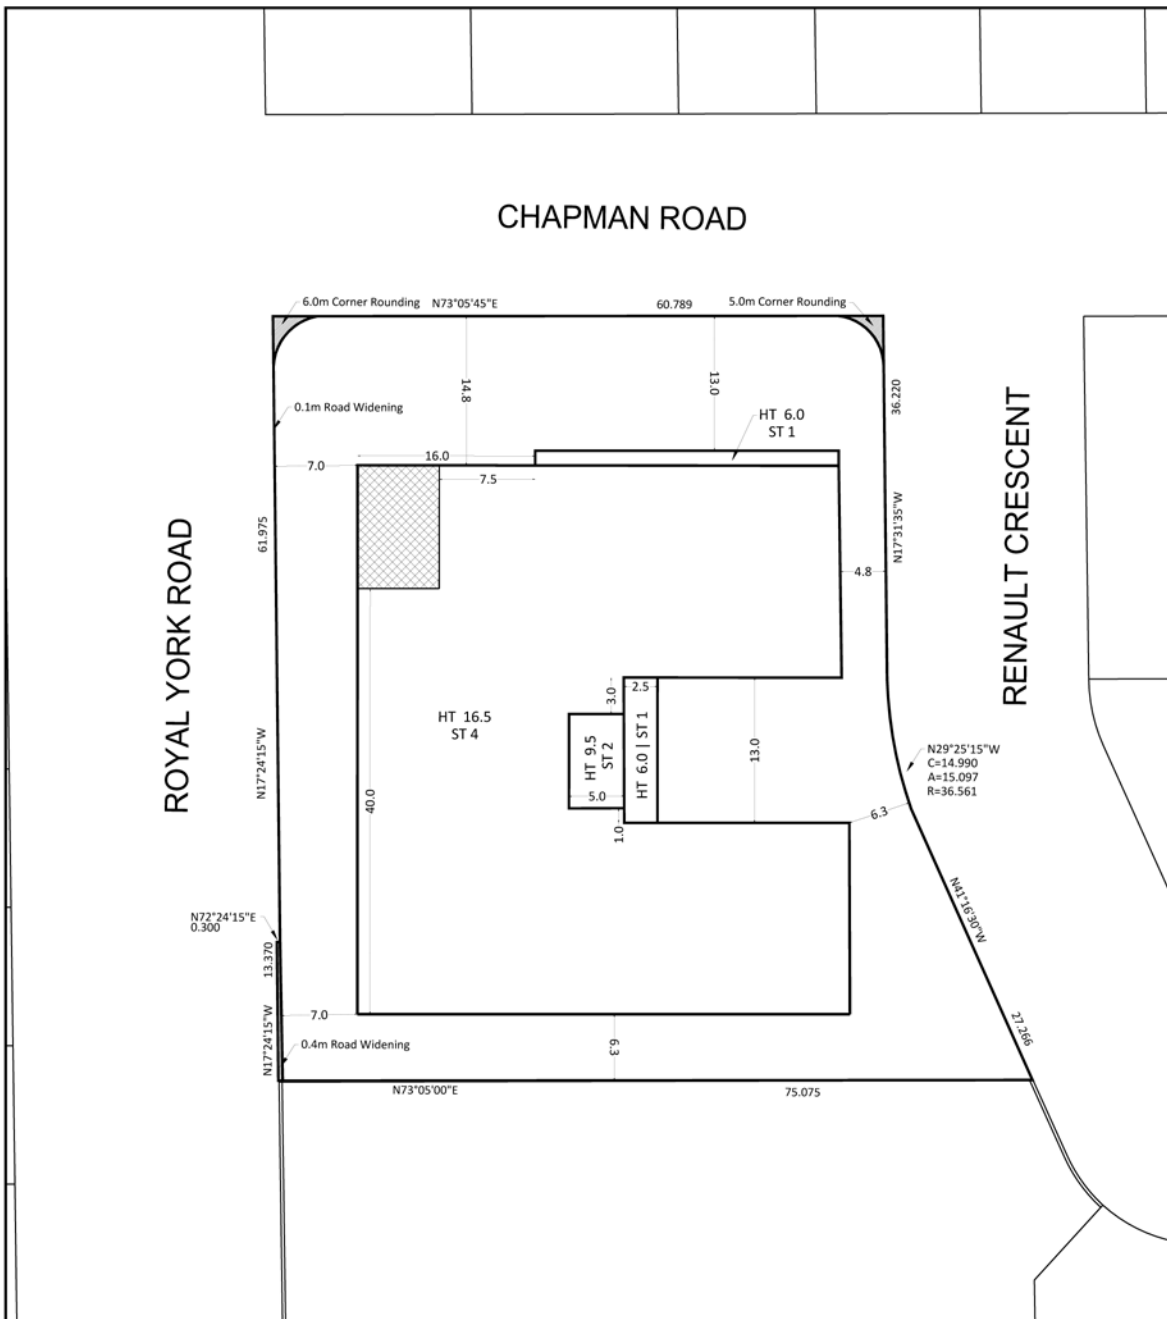 CHAPMAN ROAD
6.0m Corner Rounding
N73°05'45"E
60.789
5.0m Corner Rounding
14.8
13.0
36.220
0.1m Road Widening
HT 6.0
ST 1
16.0
7.0
7.5
61.975
N17°31'35"W
4.8
ROYAL YORK ROAD
RENAULT CRESCENT
3.0
2.5
HT 16.5
ST 4
HT 9.5
ST 2
HT 6.0 | ST 1
13.0
N17°24'15"W
N29°25'15"W
C=14.990
A=15.097
R=36.561
5.0
40.0
6.3
1.0
N72°24'15"E
0.300
N41°16'30"W
13.370
7.0
27.266
N17°24'15"W
0.4m Road Widening
6.3
N73°05'00"E
75.075